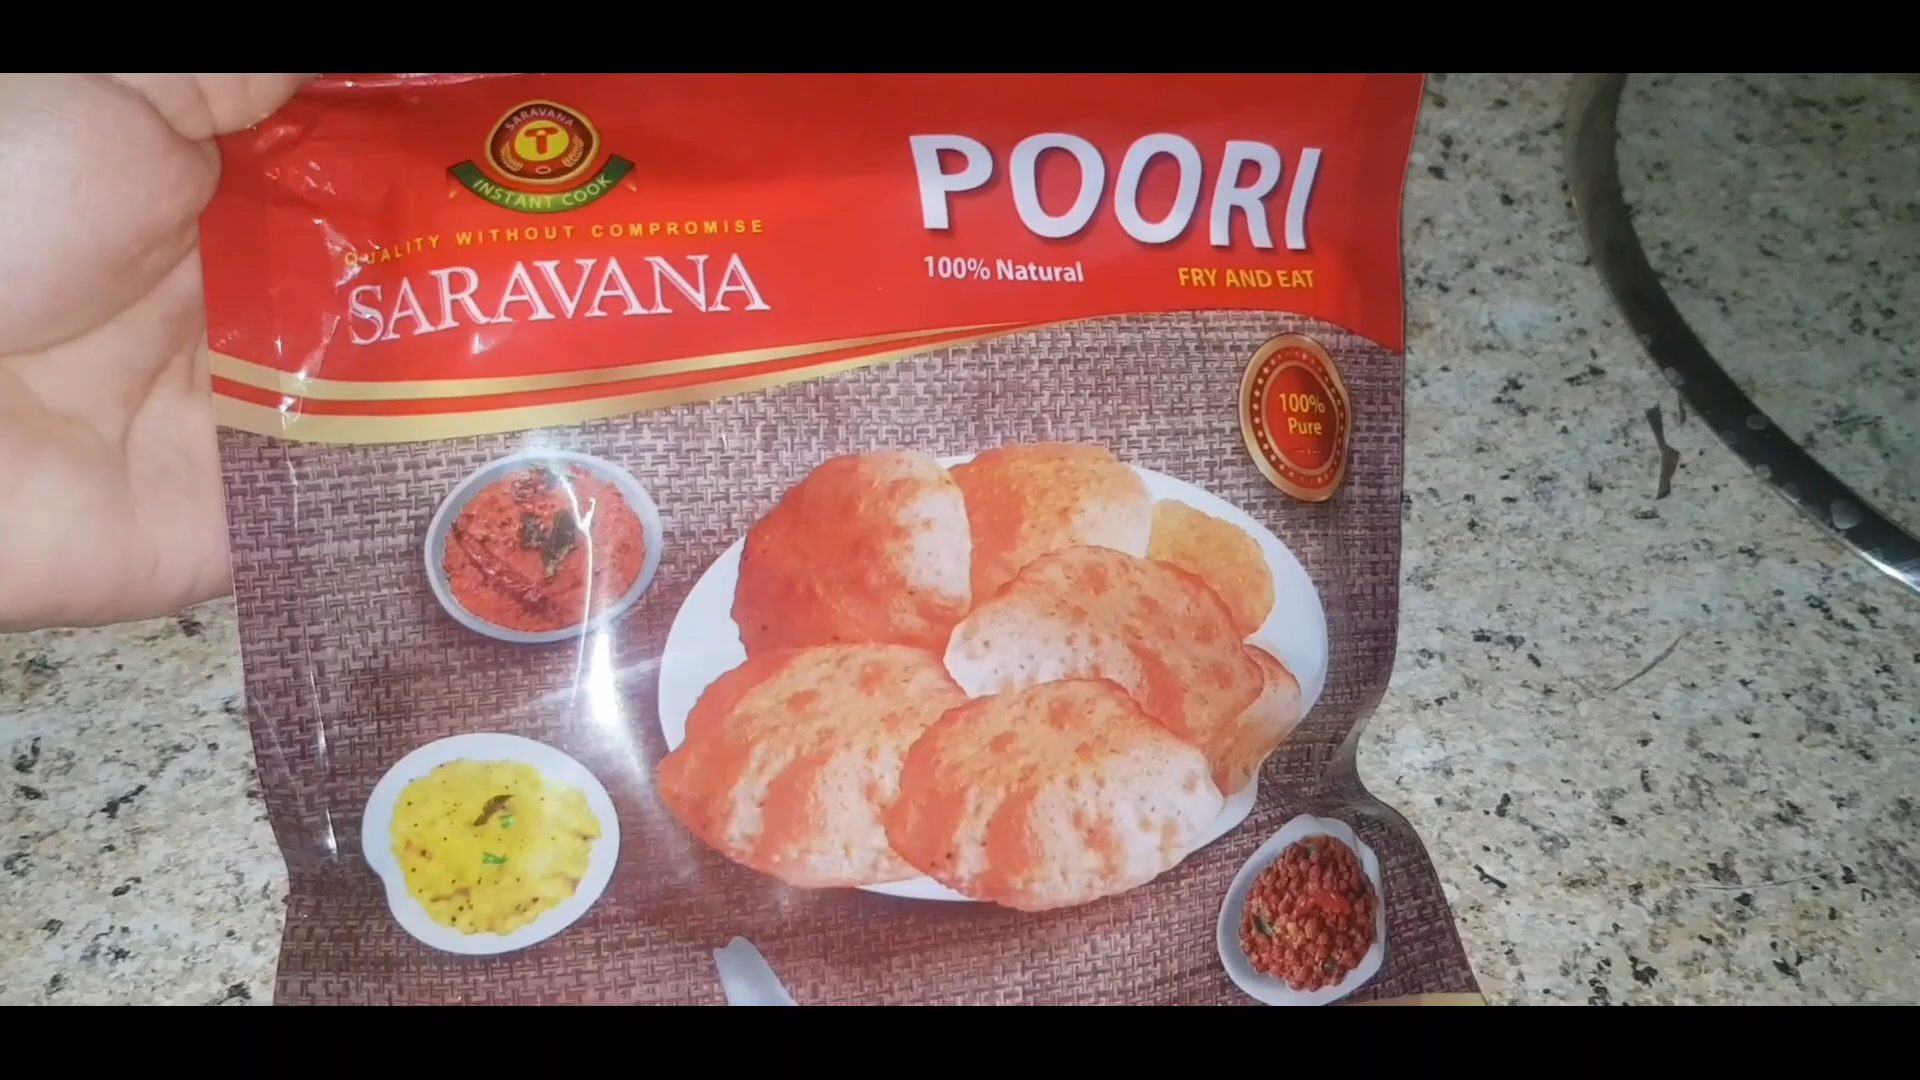 SARAVANA
INSTANT COOK
QUALITY WITHOUT COMPROMISE
SARAVANA
POORI
100% Natural
FRY AND EAT
100%
Pure